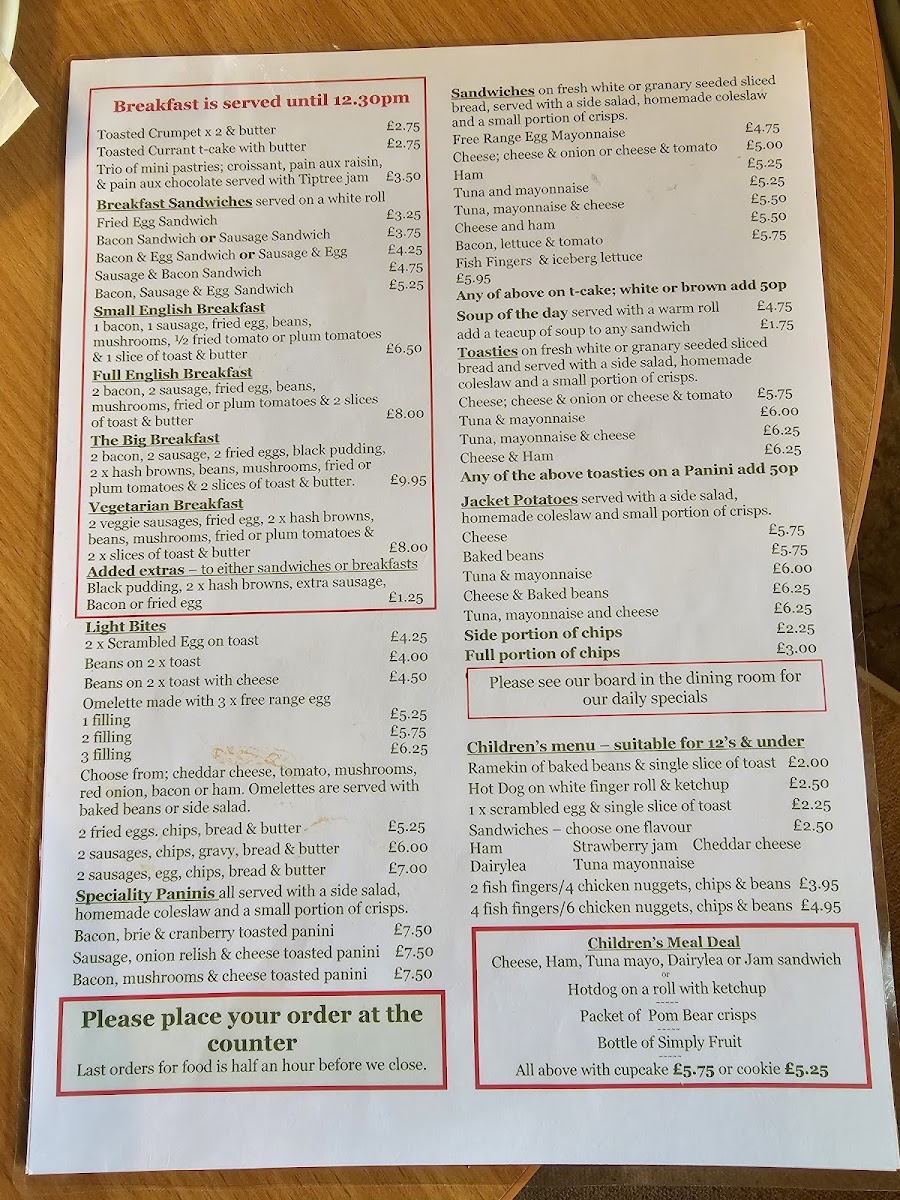 Breakfast is served until 12.30pm
Toasted Crumpet x 2 & butter £2.75
Toasted Currant t-cake with butter £2.75
Trio of mini pastries; croissant, pain aux raisin,
& pain aux chocolate served with Tiptree jam £3.50
Breakfast Sandwiches served on a white roll
Fried Egg Sandwich £3.25
Bacon Sandwich or Sausage Sandwich £3.75
Bacon & Egg Sandwich or Sausage & Egg £4.25
Sausage & Bacon Sandwich £4.75
Bacon, Sausage & Egg Sandwich £5.25
Small English Breakfast
1 bacon, 1 sausage, fried egg, beans,
mushrooms, ½ fried tomato or plum tomatoes
& 1 slice of toast & butter £6.50
Full English Breakfast
2 bacon, 2 sausage, fried egg, beans,
mushrooms, fried or plum tomatoes & 2 slices
of toast & butter £8.00
The Big Breakfast
2 bacon, 2 sausage, 2 fried eggs, black pudding,
2 x hash browns, beans, mushrooms, fried or
plum tomatoes & 2 slices of toast & butter. £9.95
Vegetarian Breakfast
2 veggie sausages, fried egg, 2 x hash browns,
beans, mushrooms, fried or plum tomatoes &
2 x slices of toast & butter £8.00
Added extras – to either sandwiches or breakfasts
Black pudding, 2 x hash browns, extra sausage,
Bacon or fried egg £1.25
Light Bites
2 x Scrambled Egg on toast £4.25
Beans on 2 x toast £4.00
Beans on 2 x toast with cheese £4.50
Omelette made with 3 x free range egg
1 filling £5.25
2 filling £5.75
3 filling £6.25
Choose from; cheddar cheese, tomato, mushrooms,
red onion, bacon or ham. Omelettes are served with
baked beans or side salad.
2 fried eggs. chips, bread & butter £5.25
2 sausages, chips, gravy, bread & butter £6.00
2 sausages, egg, chips, bread & butter £7.00
Speciality Paninis all served with a side salad,
homemade coleslaw and a small portion of crisps.
Bacon, brie & cranberry toasted panini £7.50
Sausage, onion relish & cheese toasted panini £7.50
Bacon, mushrooms & cheese toasted panini £7.50
Please place your order at the
counter
Last orders for food is half an hour before we close.
Sandwiches on fresh white or granary seeded sliced
bread, served with a side salad, homemade coleslaw
and a small portion of crisps.
Free Range Egg Mayonnaise £4.75
Cheese; cheese & onion or cheese & tomato £5.00
Ham £5.25
Tuna and mayonnaise £5.25
Tuna, mayonnaise & cheese £5.50
Cheese and ham £5.50
Bacon, lettuce & tomato £5.75
Fish Fingers & iceberg lettuce
£5.95
Any of above on t-cake; white or brown add 50p
Soup of the day served with a warm roll £4.75
add a teacup of soup to any sandwich £1.75
Toasties on fresh white or granary seeded sliced
bread and served with a side salad, homemade
coleslaw and a small portion of crisps.
Cheese; cheese & onion or cheese & tomato £5.75
Tuna & mayonnaise £6.00
Tuna, mayonnaise & cheese £6.25
Cheese & Ham £6.25
Any of the above toasties on a Panini add 50p
Jacket Potatoes served with a side salad,
homemade coleslaw and small portion of crisps.
Cheese £5.75
Baked beans £5.75
Tuna & mayonnaise £6.00
Cheese & Baked beans £6.25
Tuna, mayonnaise and cheese £6.25
Side portion of chips £2.25
Full portion of chips £3.00
Please see our board in the dining room for
our daily specials
Children's menu – suitable for 12's & under
Ramekin of baked beans & single slice of toast £2.00
Hot Dog on white finger roll & ketchup £2.50
1 x scrambled egg & single slice of toast £2.25
Sandwiches – choose one flavour £2.50
Ham Strawberry jam Cheddar cheese
Dairylea Tuna mayonnaise
2 fish fingers/4 chicken nuggets, chips & beans £3.95
4 fish fingers/6 chicken nuggets, chips & beans £4.95
Children's Meal Deal
Cheese, Ham, Tuna mayo, Dairylea or Jam sandwich
or
Hotdog on a roll with ketchup
-----
Packet of Pom Bear crisps
-----
Bottle of Simply Fruit
-----
All above with cupcake £5.75 or cookie £5.25